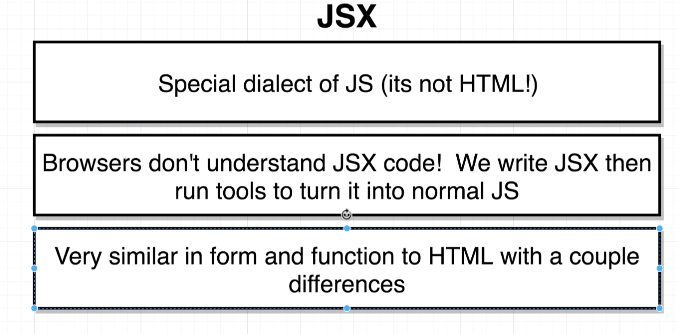 JSX
Special dialect of JS (its not HTML!)
Browsers don't understand JSX code!  We write JSX then
run tools to turn it into normal JS
Very similar in form and function to HTML with a couple
differences